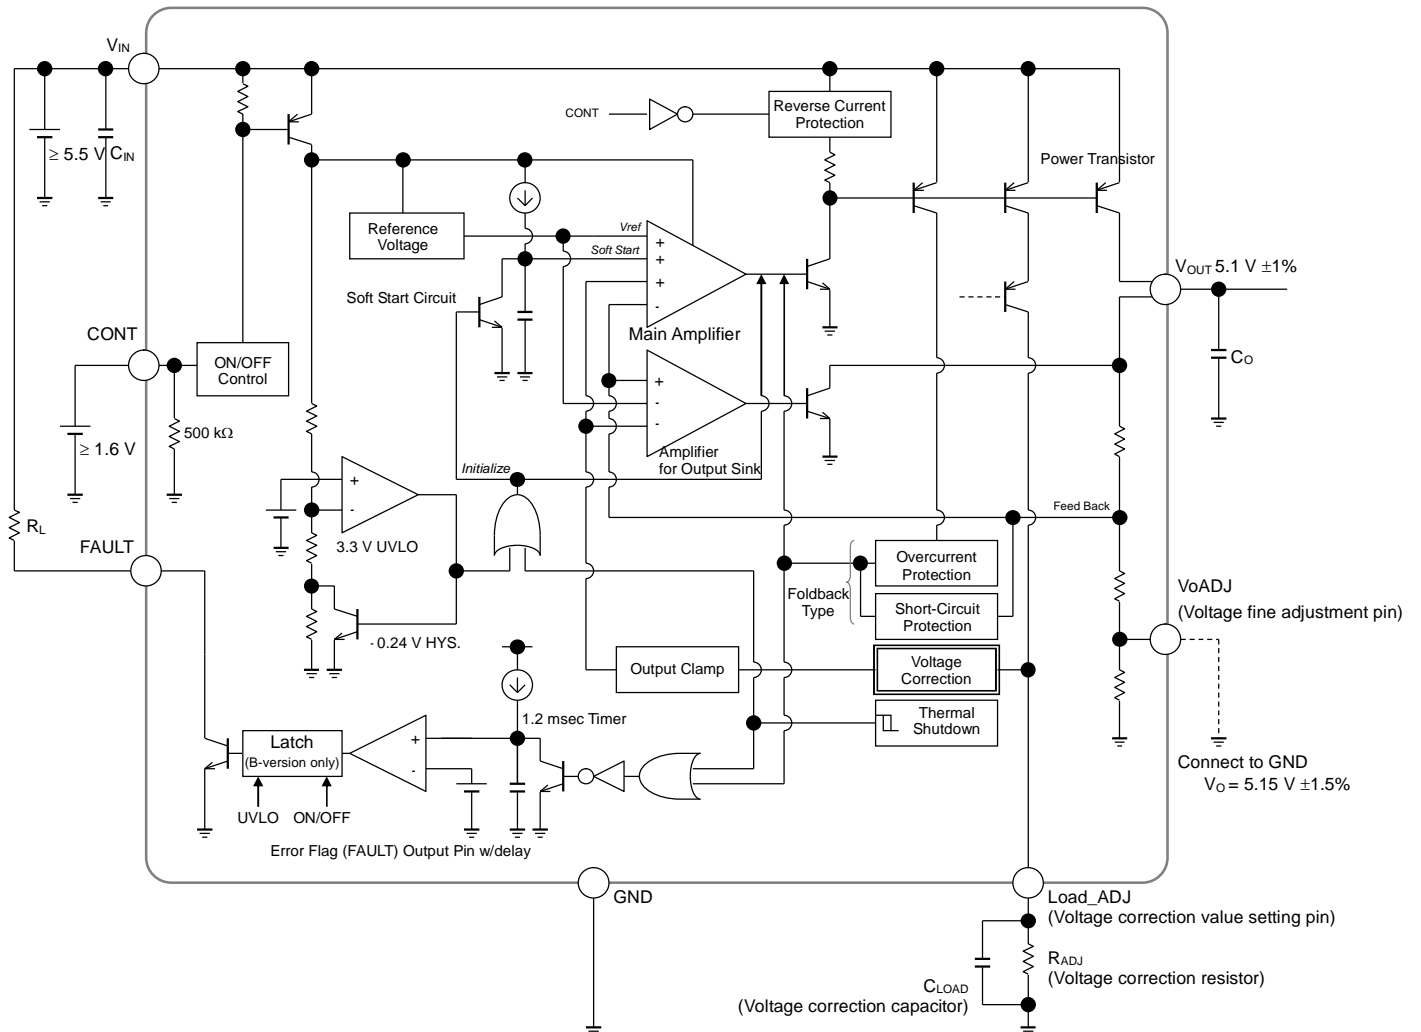 VIN
≥ 5.5 V
CIN
CONT
Reverse Current
Protection
Power Transistor
Reference
Voltage
Vref
Soft Start
+
+
+
-
Soft Start Circuit
Main Amplifier
VOUT 5.1 V ±1%
CO
CONT
ON/OFF
Control
500 kΩ
≥ 1.6 V
+
-
-
Amplifier
for Output Sink
Initialize
+
-
3.3 V UVLO
RL
FAULT
Feed Back
Overcurrent
Protection
Foldback
Type
Short-Circuit
Protection
VoADJ
(Voltage fine adjustment pin)
-0.24 V HYS.
Output Clamp
Voltage
Correction
1.2 msec Timer
Thermal
Shutdown
Latch
(B-version only)
+
-
UVLO
ON/OFF
Connect to GND
VO = 5.15 V ±1.5%
Error Flag (FAULT) Output Pin w/delay
GND
Load_ADJ
(Voltage correction value setting pin)
RADJ
(Voltage correction resistor)
CLOAD
(Voltage correction capacitor)